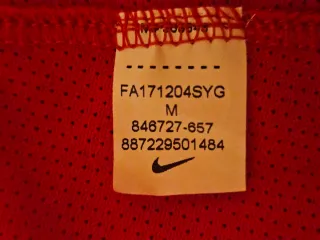 - - - - - - - -
FA171204SYG
M
846727-657
887229501484